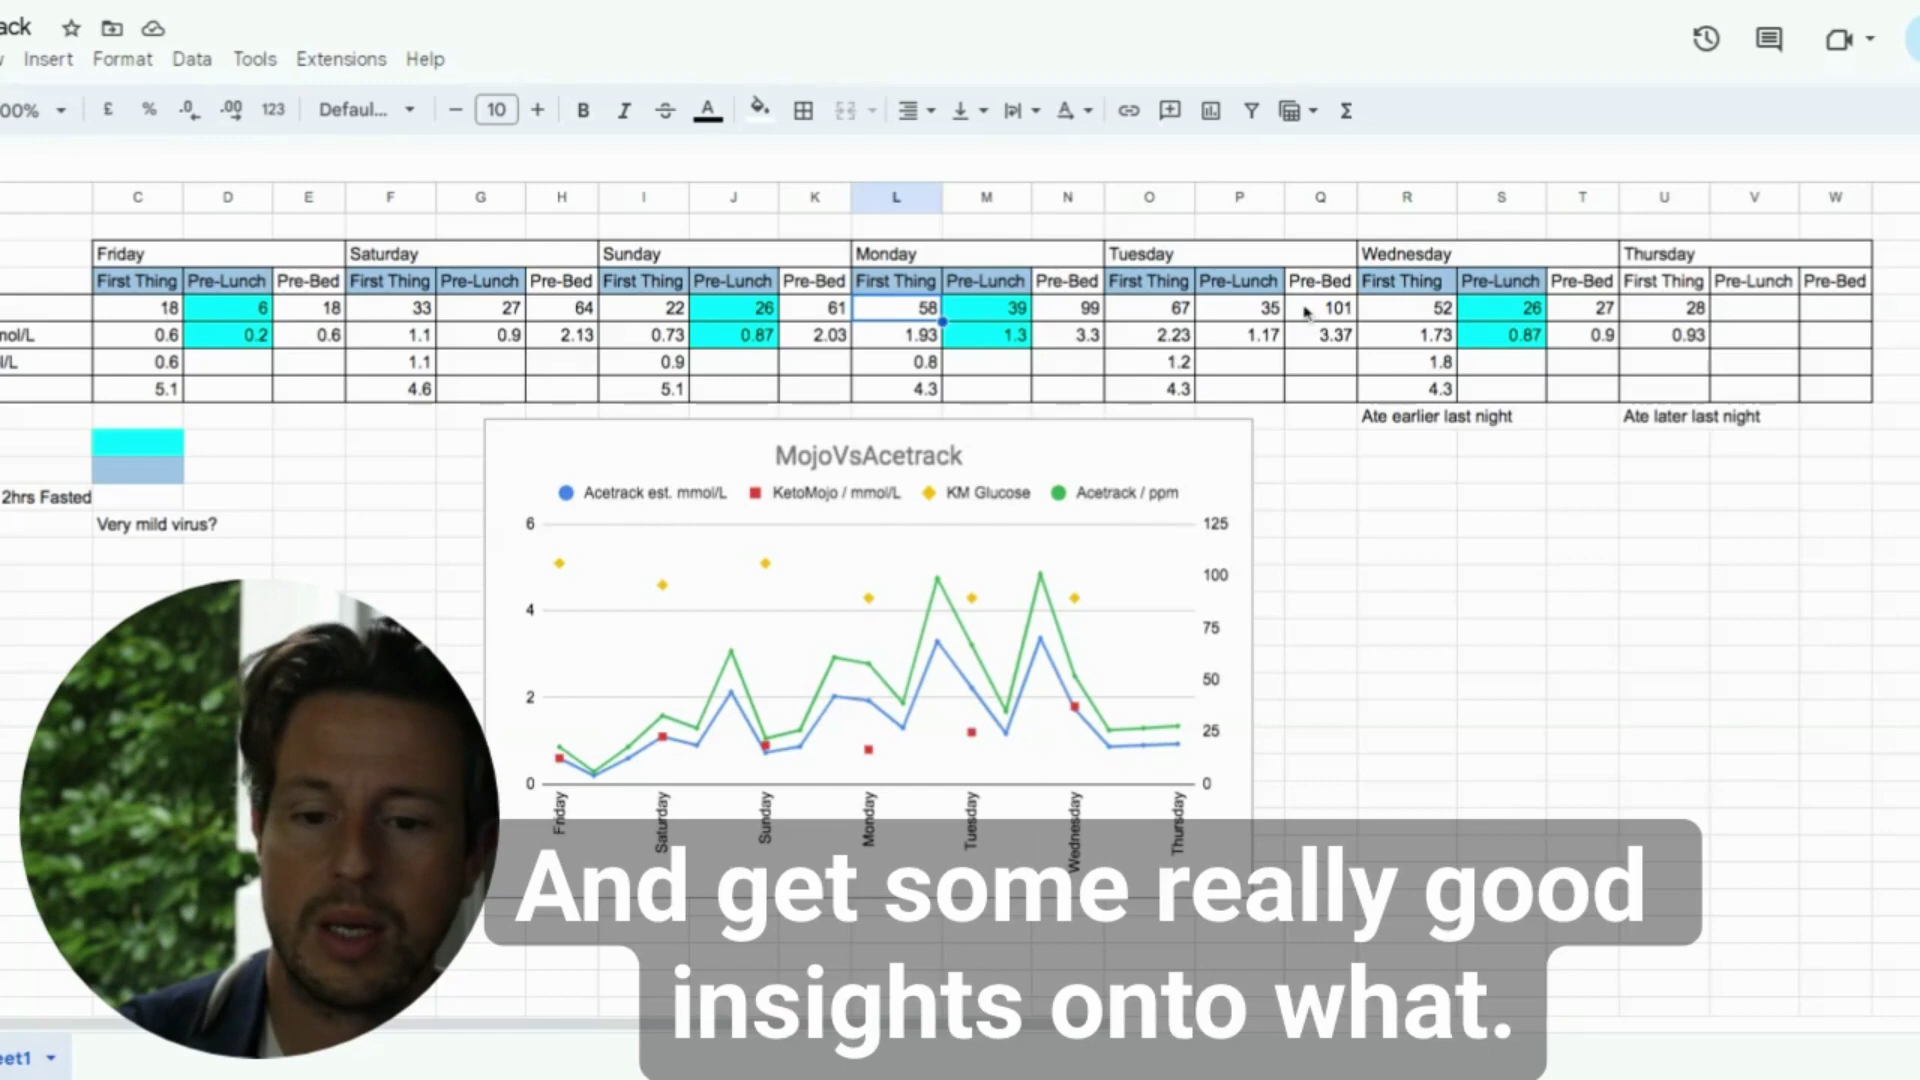 ack
Insert Format Data Tools Extensions Help
00% £ % .0 .00 123 Defaul... − 10 + B I S A Σ
C D E F G H I J K L M N O P Q R S T U V W
Friday Saturday Sunday Monday Tuesday Wednesday Thursday
First Thing Pre-Lunch Pre-Bed First Thing Pre-Lunch Pre-Bed First Thing Pre-Lunch Pre-Bed First Thing Pre-Lunch Pre-Bed First Thing Pre-Lunch Pre-Bed First Thing Pre-Lunch Pre-Bed First Thing Pre-Lunch Pre-Bed
18 6 18 33 27 64 22 26 61 58 39 99 67 35 101 52 26 27 28
nol/L 0.6 0.2 0.6 1.1 0.9 2.13 0.73 0.87 2.03 1.93 1.3 3.3 2.23 1.17 3.37 1.73 0.87 0.9 0.93
l/L 0.6 1.1 0.9 0.8 1.2 1.8
5.1 4.6 5.1 4.3 4.3 4.3
Ate earlier last night Ate later last night
2hrs Fasted
Very mild virus?
MojoVsAcetrack
Acetrack est. mmol/L KetoMojo / mmol/L KM Glucose Acetrack / ppm
6 125
100
4
75
50
2
25
0 0
Friday Saturday Sunday Monday Tuesday Wednesday Thursday
And get some really good
insights onto what.
eet1